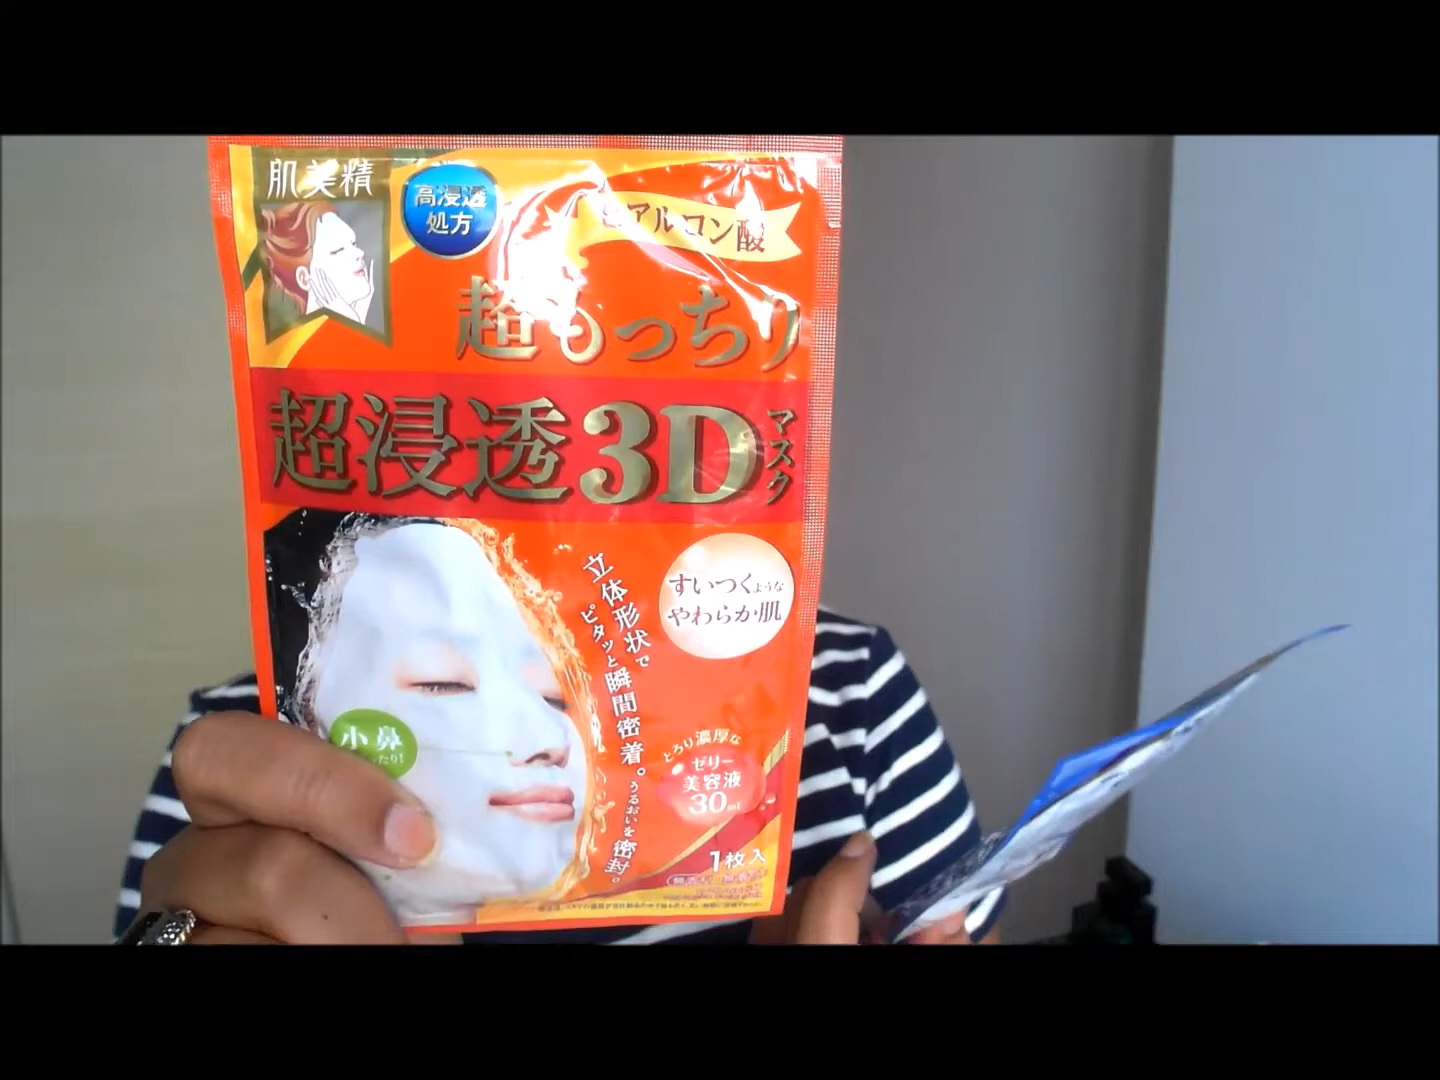 肌美精
高浸透
処方
ヒアルロン酸
超もっちり
超浸透3D
マスク
立体形状で
ピタッと瞬間密着。
うるおいを密封。
すいつくような
やわらか肌
小鼻
とろり濃厚な
ゼリー
美容液
30ml
1枚入